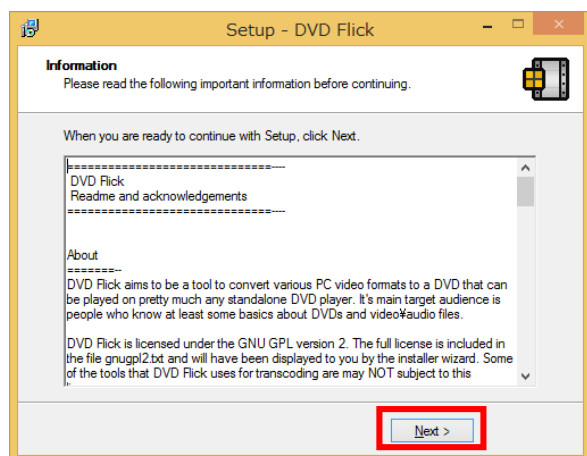 Setup - DVD Flick
Information
Please read the following important information before continuing.
When you are ready to continue with Setup, click Next.
==============================----
DVD Flick
Readme and acknowledgements
==============================----
About
=======--
DVD Flick aims to be a tool to convert various PC video formats to a DVD that can
be played on pretty much any standalone DVD player. It's main target audience is
people who know at least some basics about DVDs and video¥audio files.
DVD Flick is licensed under the GNU GPL version 2. The full license is included in
the file gnugpl2.txt and will have been displayed to you by the installer wizard. Some
of the tools that DVD Flick uses for transcoding are may NOT subject to this
Next >